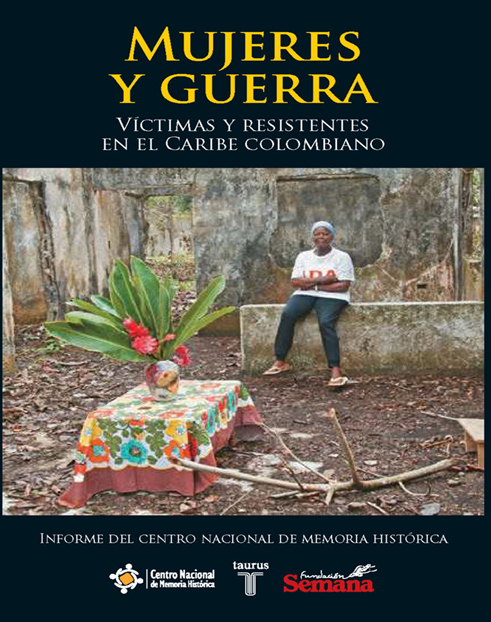 MUJERES
Y GUERRA
VÍCTIMAS Y RESISTENTES
EN EL CARIBE COLOMBIANO
INFORME DEL CENTRO NACIONAL DE MEMORIA HISTÓRICA
Centro Nacional
de Memoria Histórica
taurus
T
Fundación
Semana